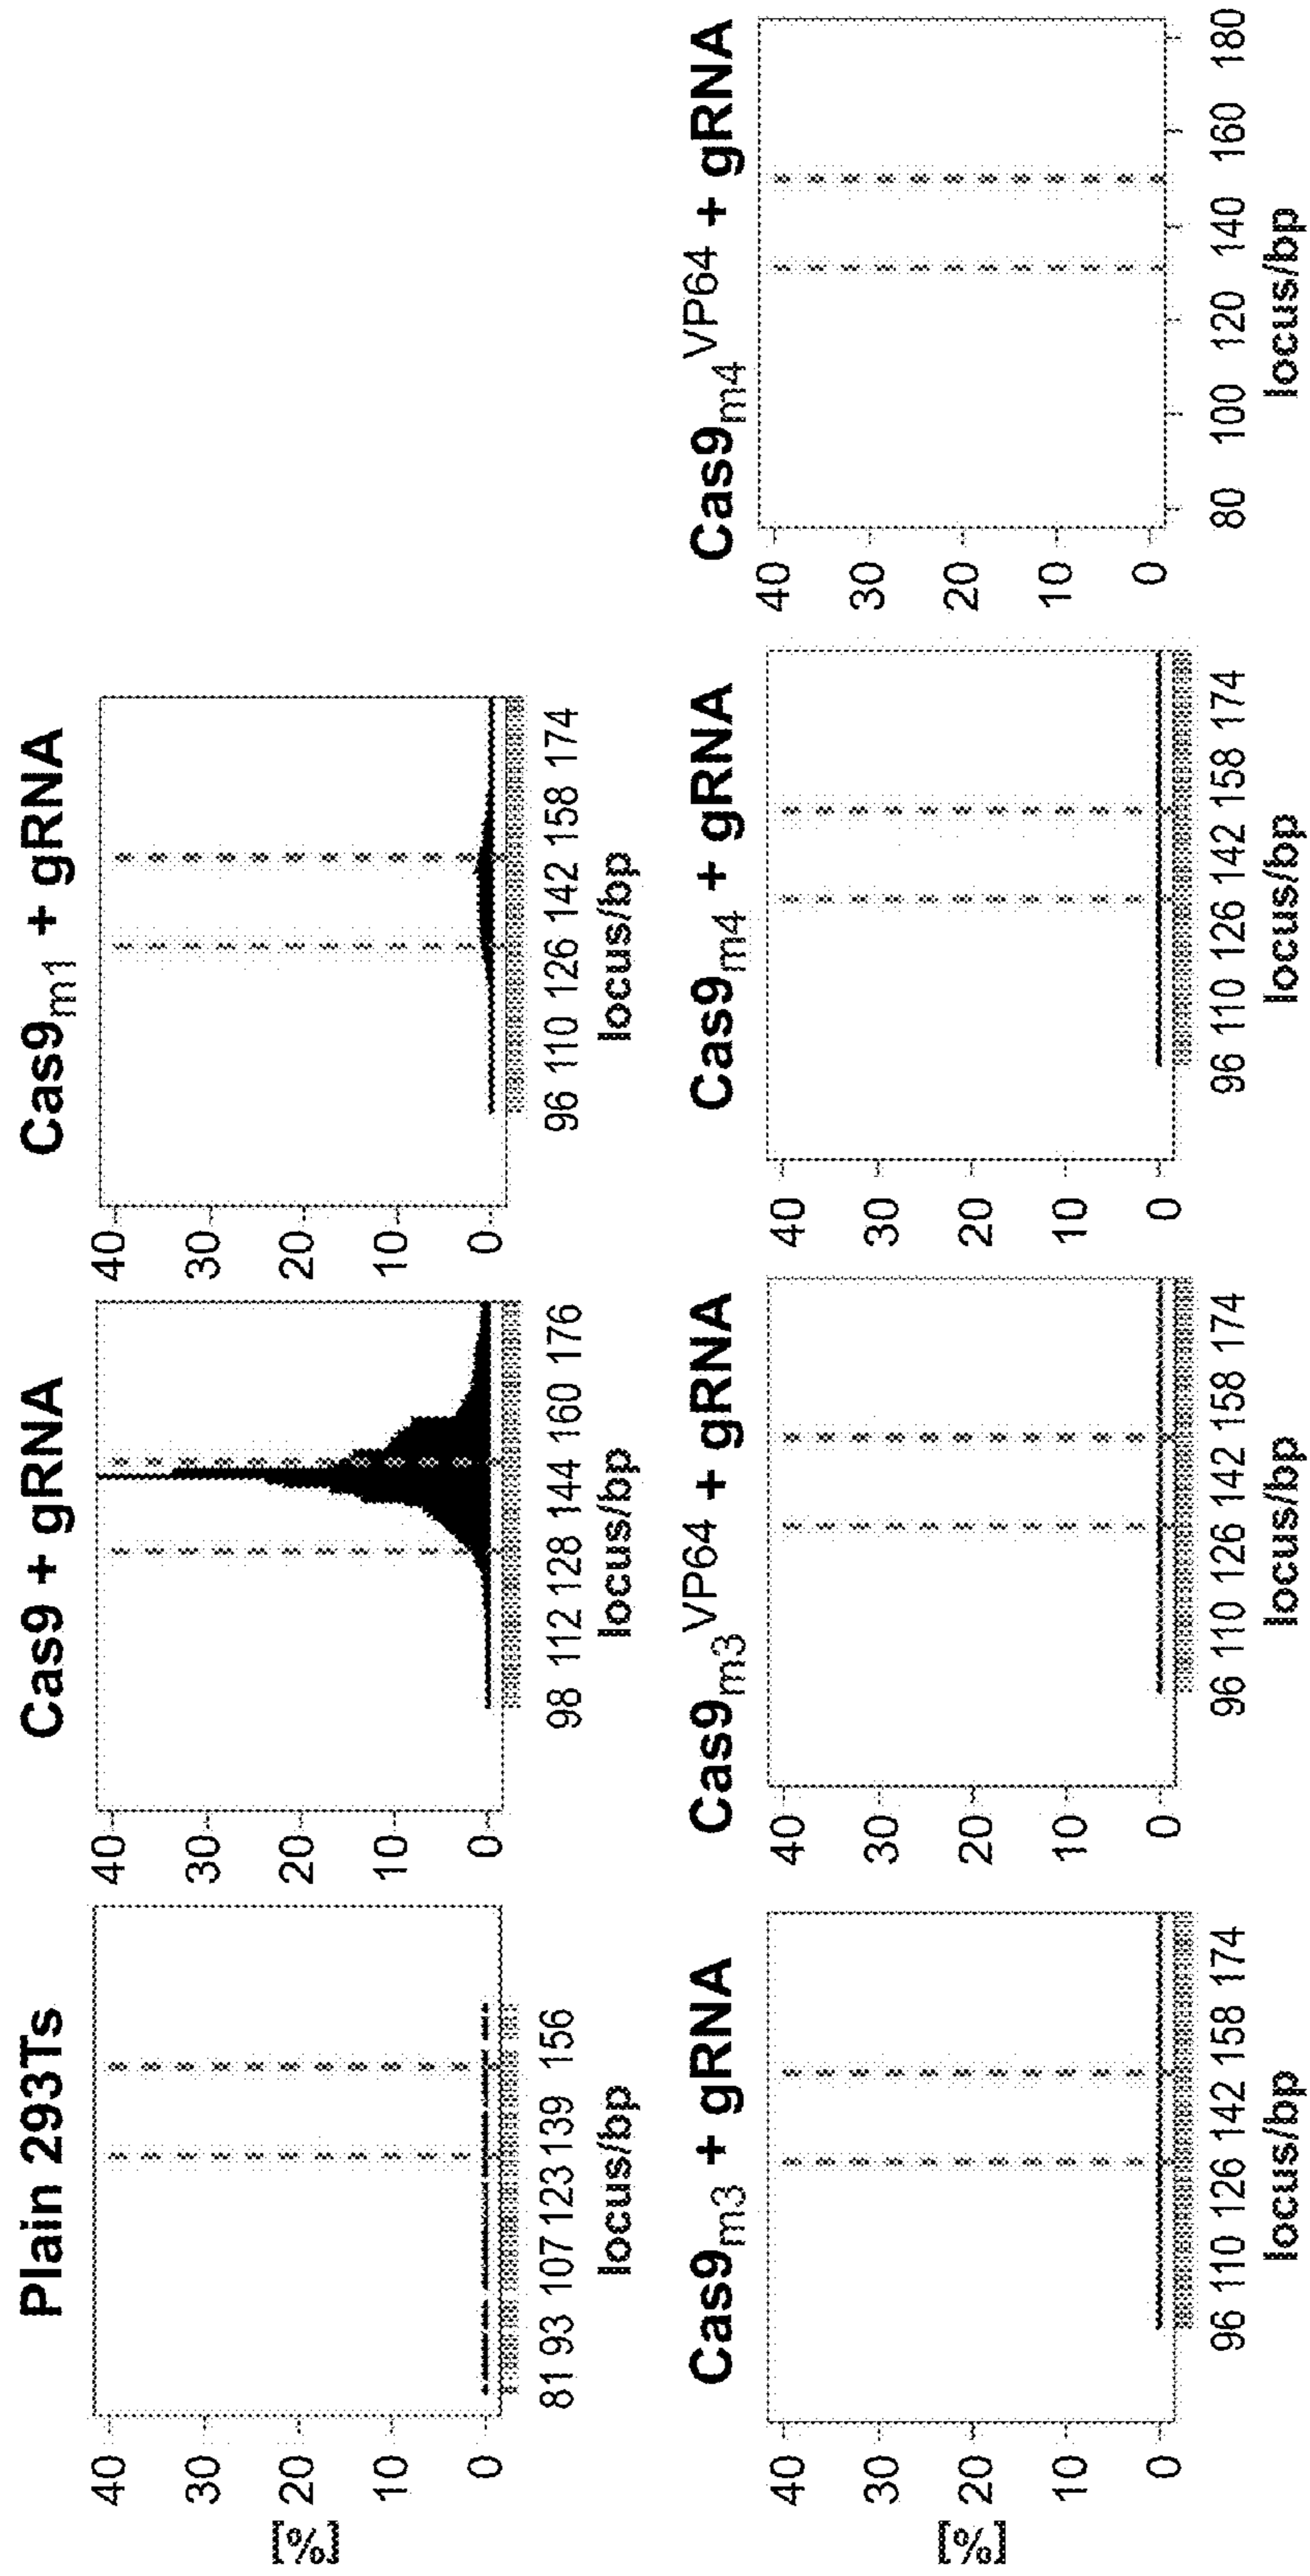 Plain 293Ts
[%]
40
30
20
10
0
81 93 107 123 139 156
locus/bp
Cas9 + gRNA
40
30
20
10
0
98 112 128 144 160 176
locus/bp
Cas9m1 + gRNA
40
30
20
10
0
96 110 126 142 158 174
locus/bp
Cas9m3 + gRNA
[%]
40
30
20
10
0
96 110 126 142 158 174
locus/bp
Cas9m3VP64 + gRNA
40
30
20
10
0
96 110 126 142 158 174
locus/bp
Cas9m4 + gRNA
40
30
20
10
0
96 110 126 142 158 174
locus/bp
Cas9m4VP64 + gRNA
40
30
20
10
0
80 100 120 140 160 180
locus/bp